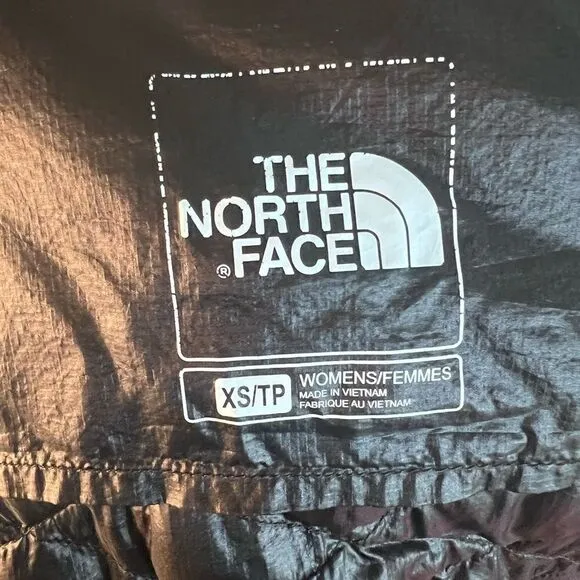 THE
NORTH
® FACE
XS/TP
WOMENS/FEMMES
MADE IN VIETNAM
FABRIQUE AU VIETNAM